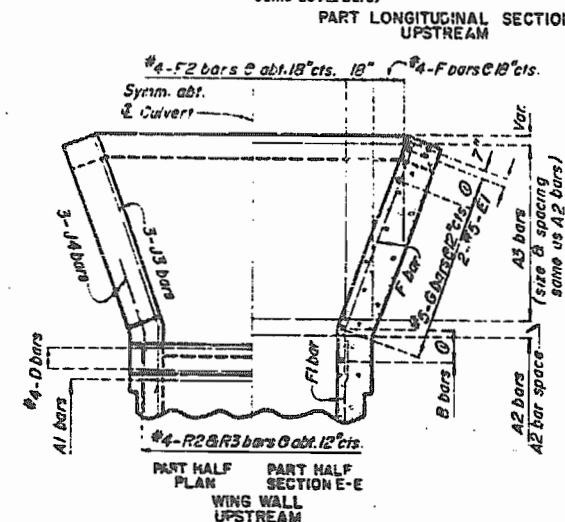 PART LONGITUDINAL SECTION
UPSTREAM
#4-F2 bars @ abt. 18"cts.
18"
#4-F bars @ 18"cts.
Symm. abt.
℄ Culvert
Var.
7"
3-J4 bars
3-J3 bars
F bar
#5-G bars @ 12"cts.
2-#5-E1
A3 bars
(size & spacing
same as A2 bars)
#4-D bars
A1 bars
F1 bar
B bars
A2 bars
A2 bar space
#4-R2 & R3 bars @ abt. 12"cts.
PART HALF
PLAN
PART HALF
SECTION E-E
WING WALL
UPSTREAM